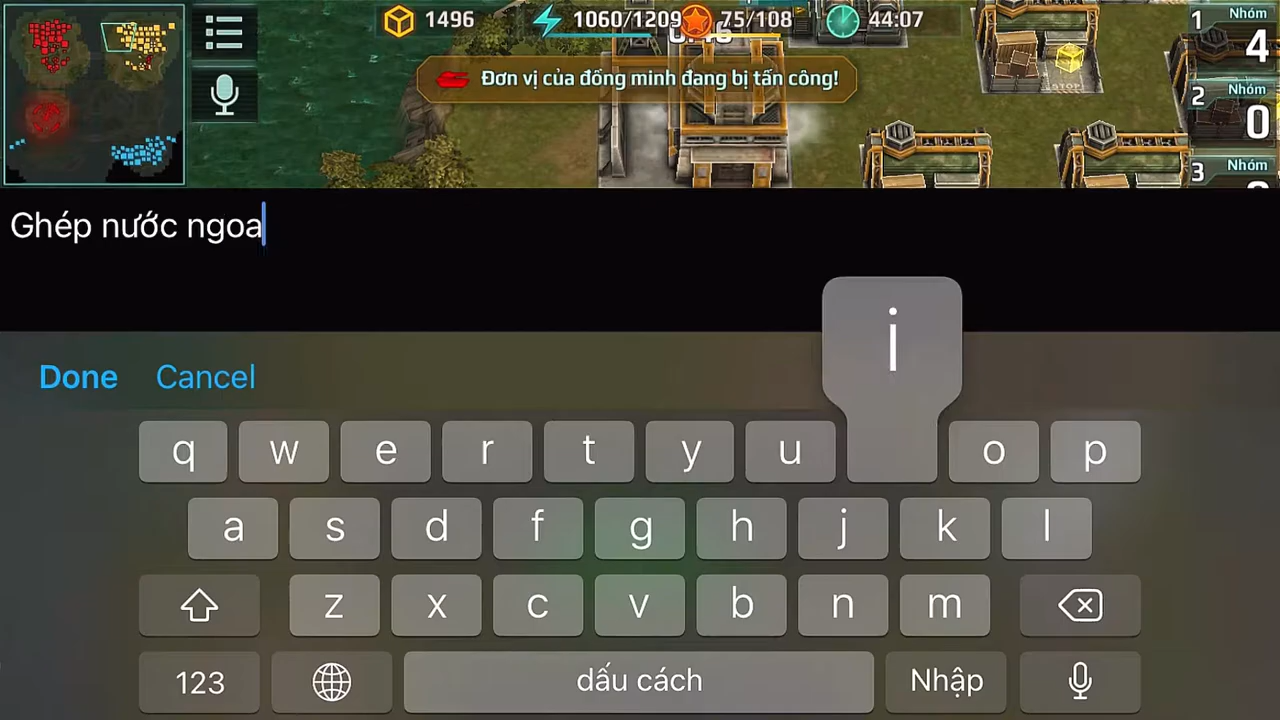 1496
1060/1209
75/108
44:07
Đơn vị của đồng minh đang bị tấn công!
STOP
1
Nhóm
4
2
Nhóm
0
3
Nhóm
Ghép nước ngoa
Done
Cancel
i
q w e r t y u o p
a s d f g h j k l
z x c v b n m
123
dấu cách
Nhập